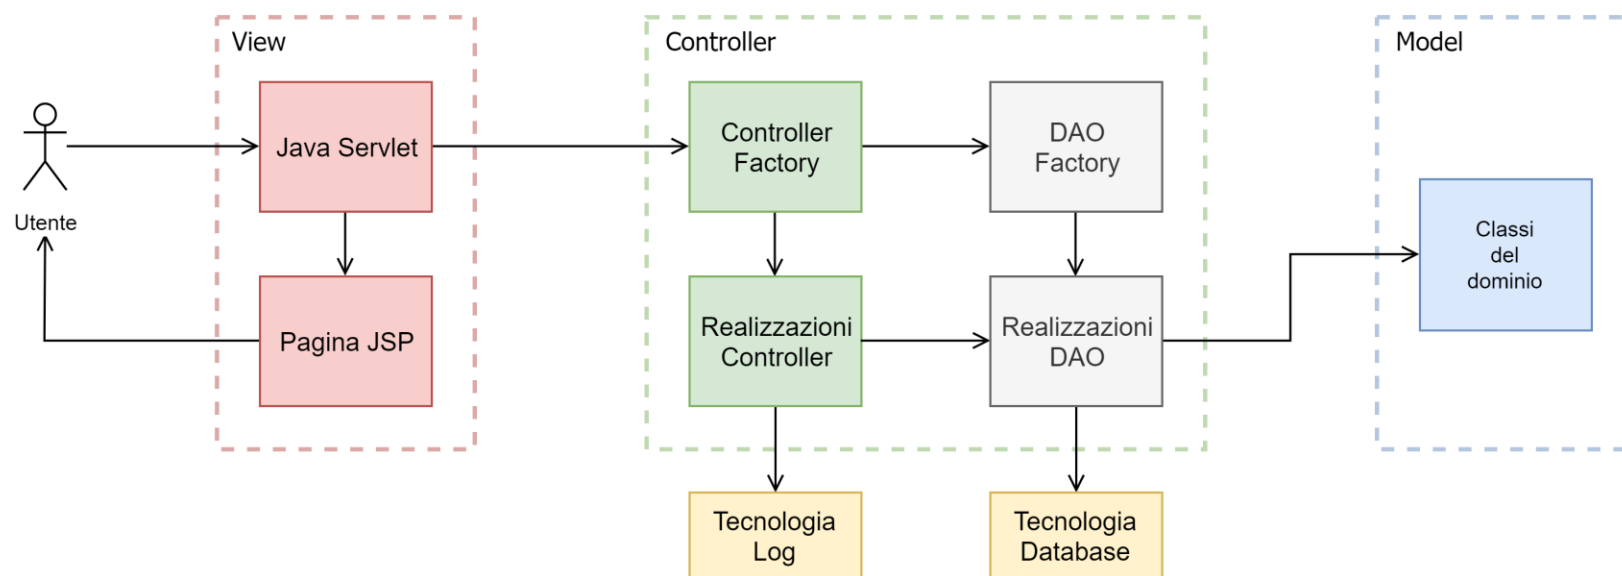 View
Controller
Model
Java Servlet
Controller
Factory
DAO
Factory
Utente
Classi
del
dominio
Pagina JSP
Realizzazioni
Controller
Realizzazioni
DAO
Tecnologia
Log
Tecnologia
Database